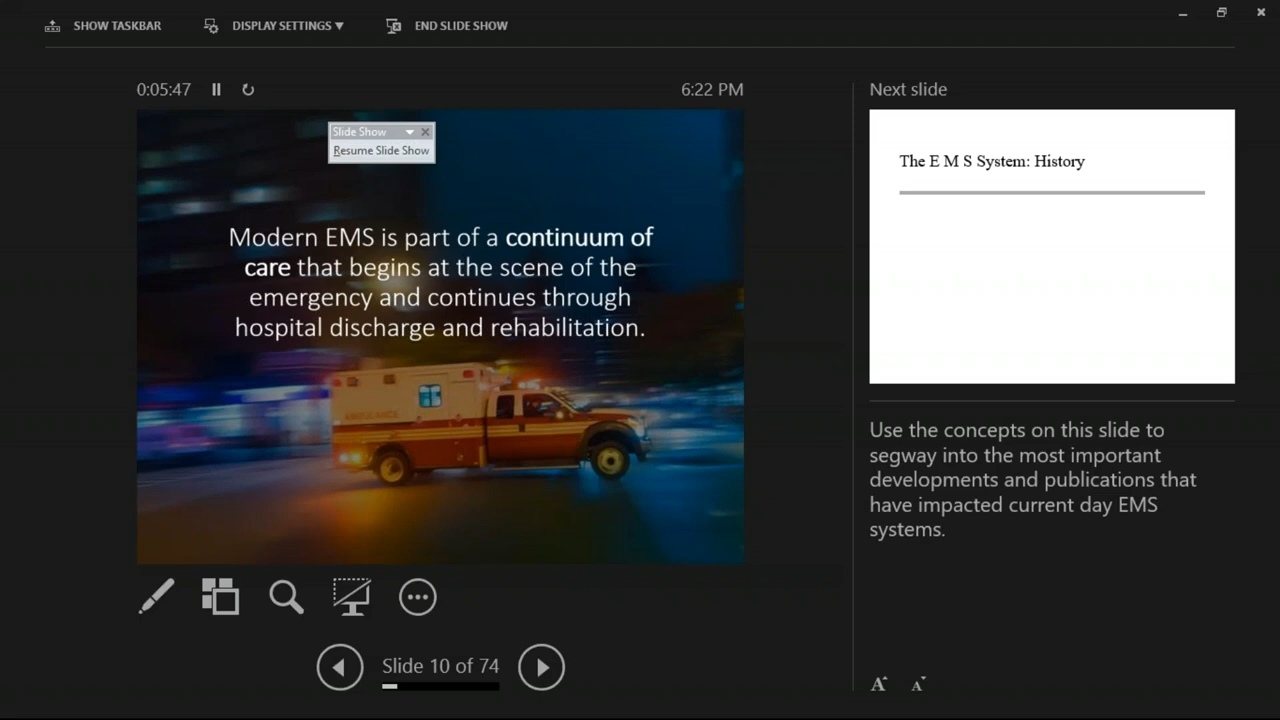 SHOW TASKBAR
DISPLAY SETTINGS ▼
END SLIDE SHOW
0:05:47
6:22 PM
Next slide
Slide Show
Resume Slide Show
Modern EMS is part of a continuum of
care that begins at the scene of the
emergency and continues through
hospital discharge and rehabilitation.
AMBULANCE
The E M S System: History
Use the concepts on this slide to
segway into the most important
developments and publications that
have impacted current day EMS
systems.
Slide 10 of 74
A A